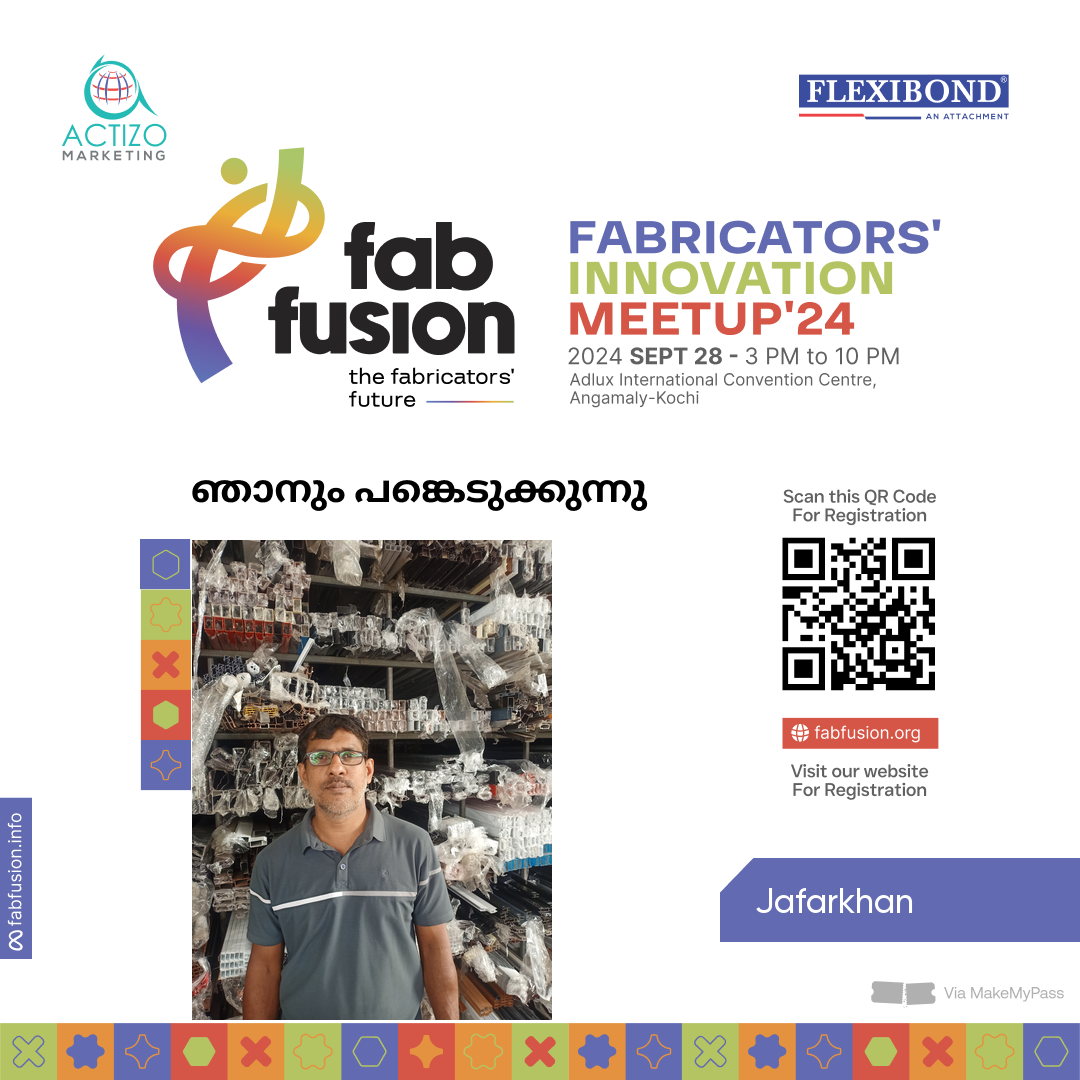 ACTIZO
MARKETING
FLEXIBOND®
AN ATTACHMENT
fab
fusion
the fabricators'
future
FABRICATORS'
INNOVATION
MEETUP'24
2024 SEPT 28 - 3 PM to 10 PM
Adlux International Convention Centre,
Angamaly-Kochi
ഞാനും പങ്കെടുക്കുന്നു
Scan this QR Code
For Registration
fabfusion.org
Visit our website
For Registration
fabfusion.info
Jafarkhan
Via MakeMyPass